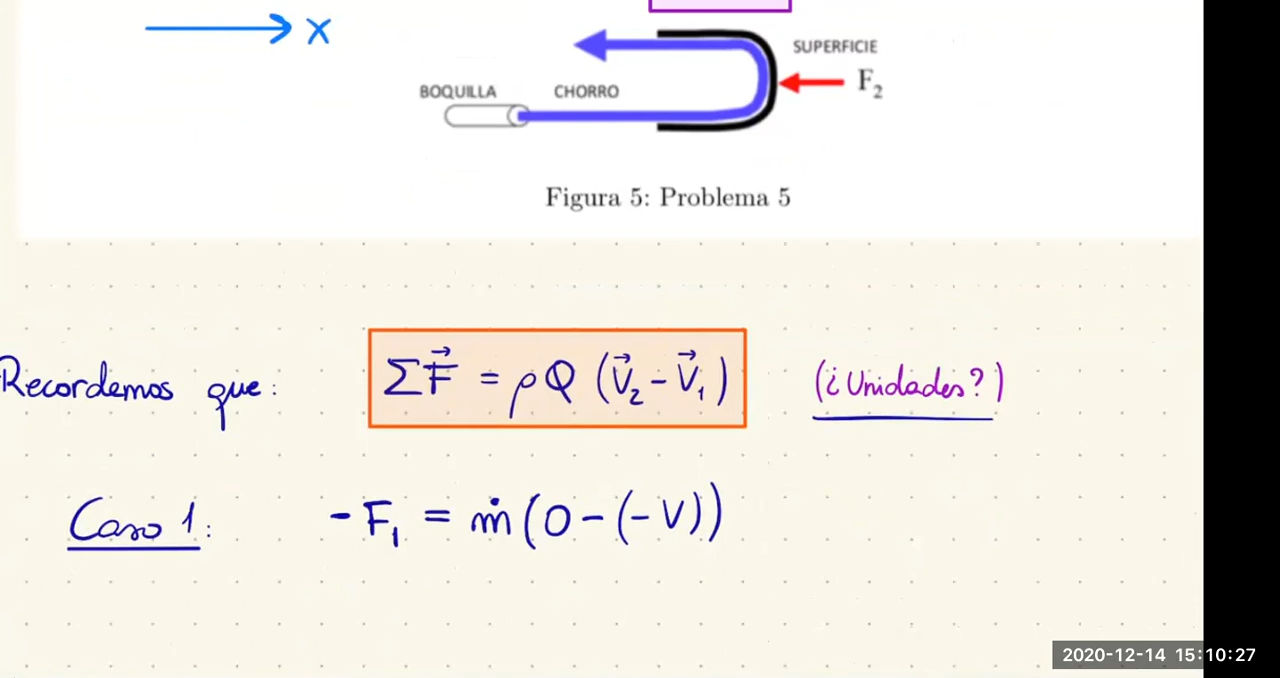 X
SUPERFICIE
F₂
BOQUILLA CHORRO
Figura 5: Problema 5
Recordemos que: ΣF⃗ = ρQ (V⃗₂ - V⃗₁) (¿Unidades?)
Caso 1: - F₁ = ṁ(0 - (-V))
2020-12-14 15:10:27